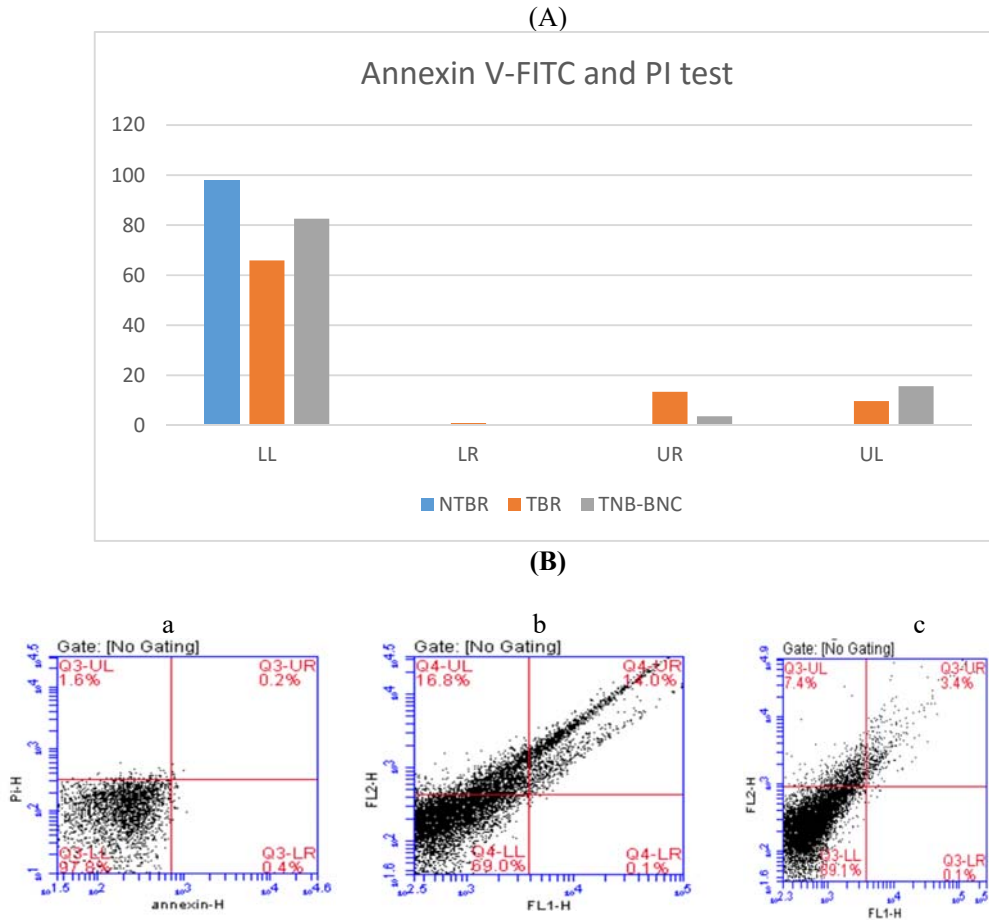 (A)
Annexin V-FITC and PI test
120
100
80
60
40
20
0
LL LR UR UL
NTBR TBR TNB-BNC
(B)
a b c
Gate: [No Gating]
Q3-UL
1.6%
Q3-UR
0.2%
Q3-LL
97.8%
Q3-LR
0.4%
PI-H
annexin-H
Gate: [No Gating]
Q4-UL
16.8%
Q4-UR
Q4-LL
69.0%
Q4-LR
0.1%
FL2-H
FL1-H
Gate: [No Gating]
Q3-UL
7.4%
Q3-UR
3.4%
Q3-LL
89.1%
Q3-LR
0.1%
FL2-H
FL1-H